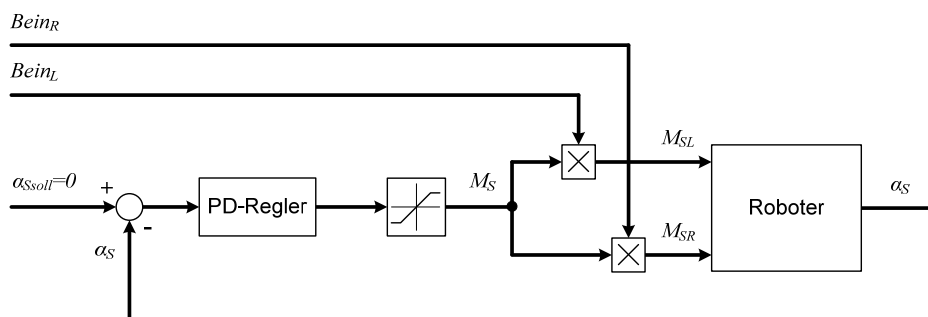 Bein_R
Bein_L
α_Ssoll=0
+
-
α_S
PD-Regler
M_S
×
×
M_SL
M_SR
Roboter
α_S